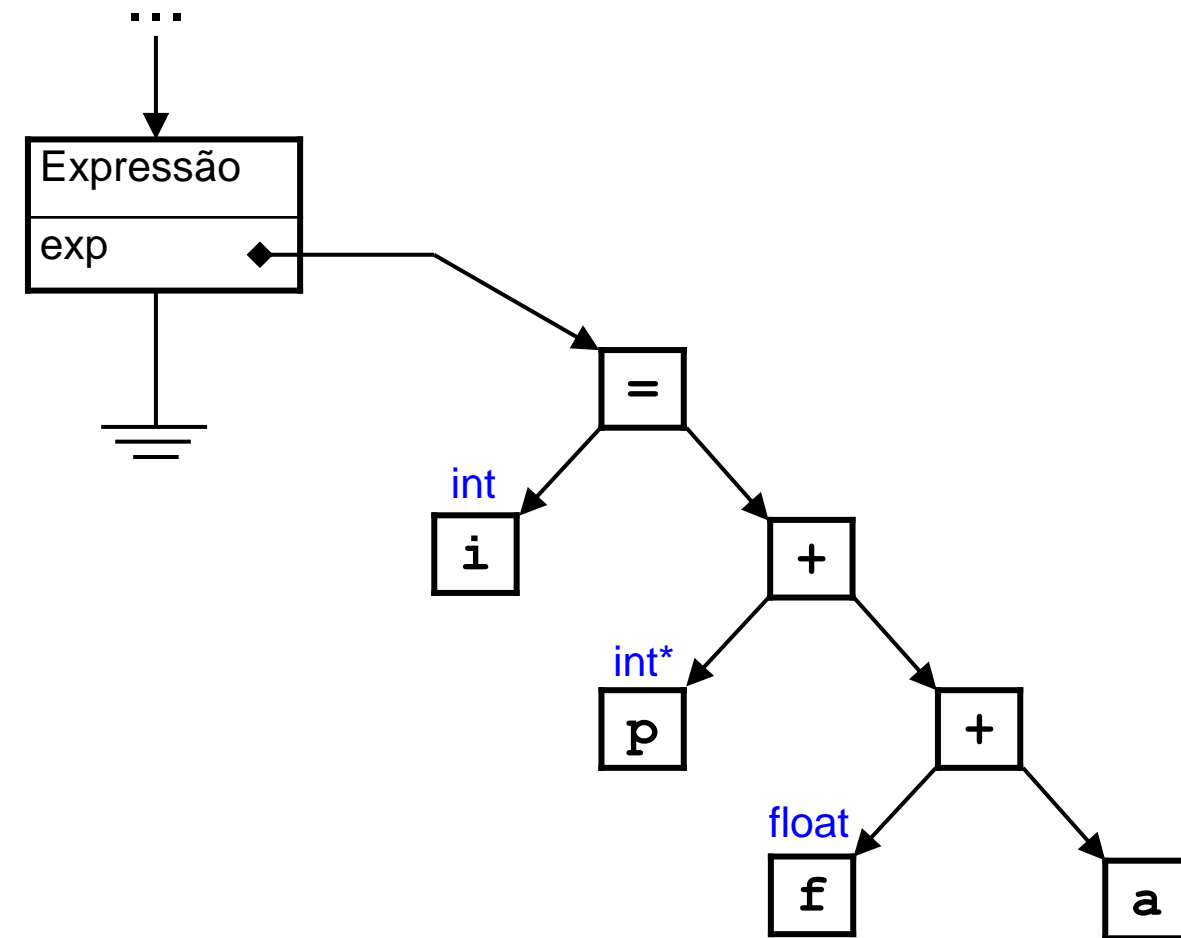 ...
Expressão
exp
=
int
i
+
int*
p
+
float
f
a